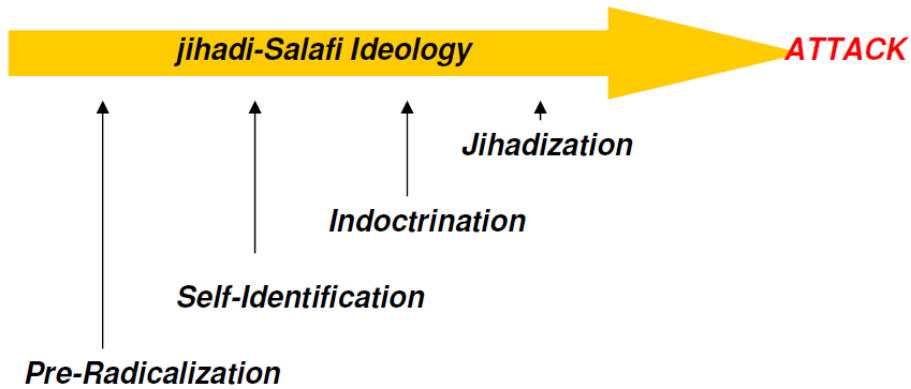 jihadi-Salafi Ideology
ATTACK
Jihadization
Indoctrination
Self-Identification
Pre-Radicalization